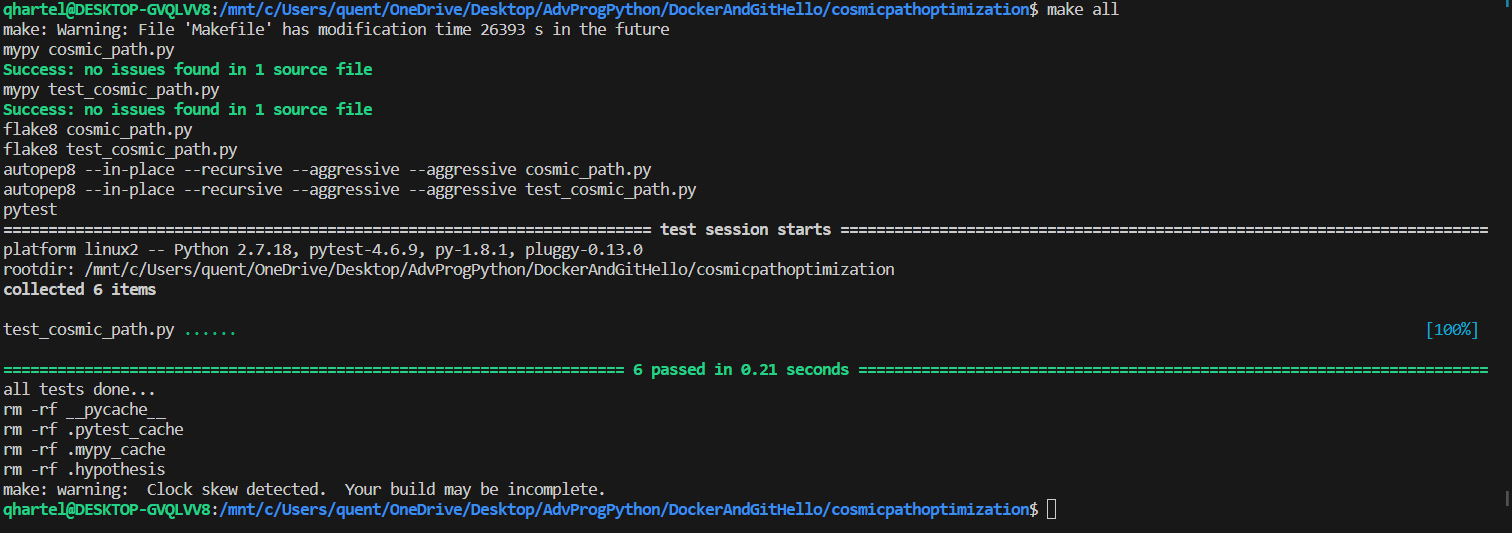 qhartel@DESKTOP-GVQLVV8:/mnt/c/Users/quent/OneDrive/Desktop/AdvProgPython/DockerAndGitHello/cosmicpathoptimization$ make all
make: Warning: File 'Makefile' has modification time 26393 s in the future
mypy cosmic_path.py
Success: no issues found in 1 source file
mypy test_cosmic_path.py
Success: no issues found in 1 source file
flake8 cosmic_path.py
flake8 test_cosmic_path.py
autopep8 --in-place --recursive --aggressive --aggressive cosmic_path.py
autopep8 --in-place --recursive --aggressive --aggressive test_cosmic_path.py
pytest
======================================================================== test session starts ========================================================================
platform linux2 -- Python 2.7.18, pytest-4.6.9, py-1.8.1, pluggy-0.13.0
rootdir: /mnt/c/Users/quent/OneDrive/Desktop/AdvProgPython/DockerAndGitHello/cosmicpathoptimization
collected 6 items
test_cosmic_path.py ...... [100%]
===================================================================== 6 passed in 0.21 seconds ======================================================================
all tests done...
rm -rf __pycache__
rm -rf .pytest_cache
rm -rf .mypy_cache
rm -rf .hypothesis
make: warning:  Clock skew detected.  Your build may be incomplete.
qhartel@DESKTOP-GVQLVV8:/mnt/c/Users/quent/OneDrive/Desktop/AdvProgPython/DockerAndGitHello/cosmicpathoptimization$